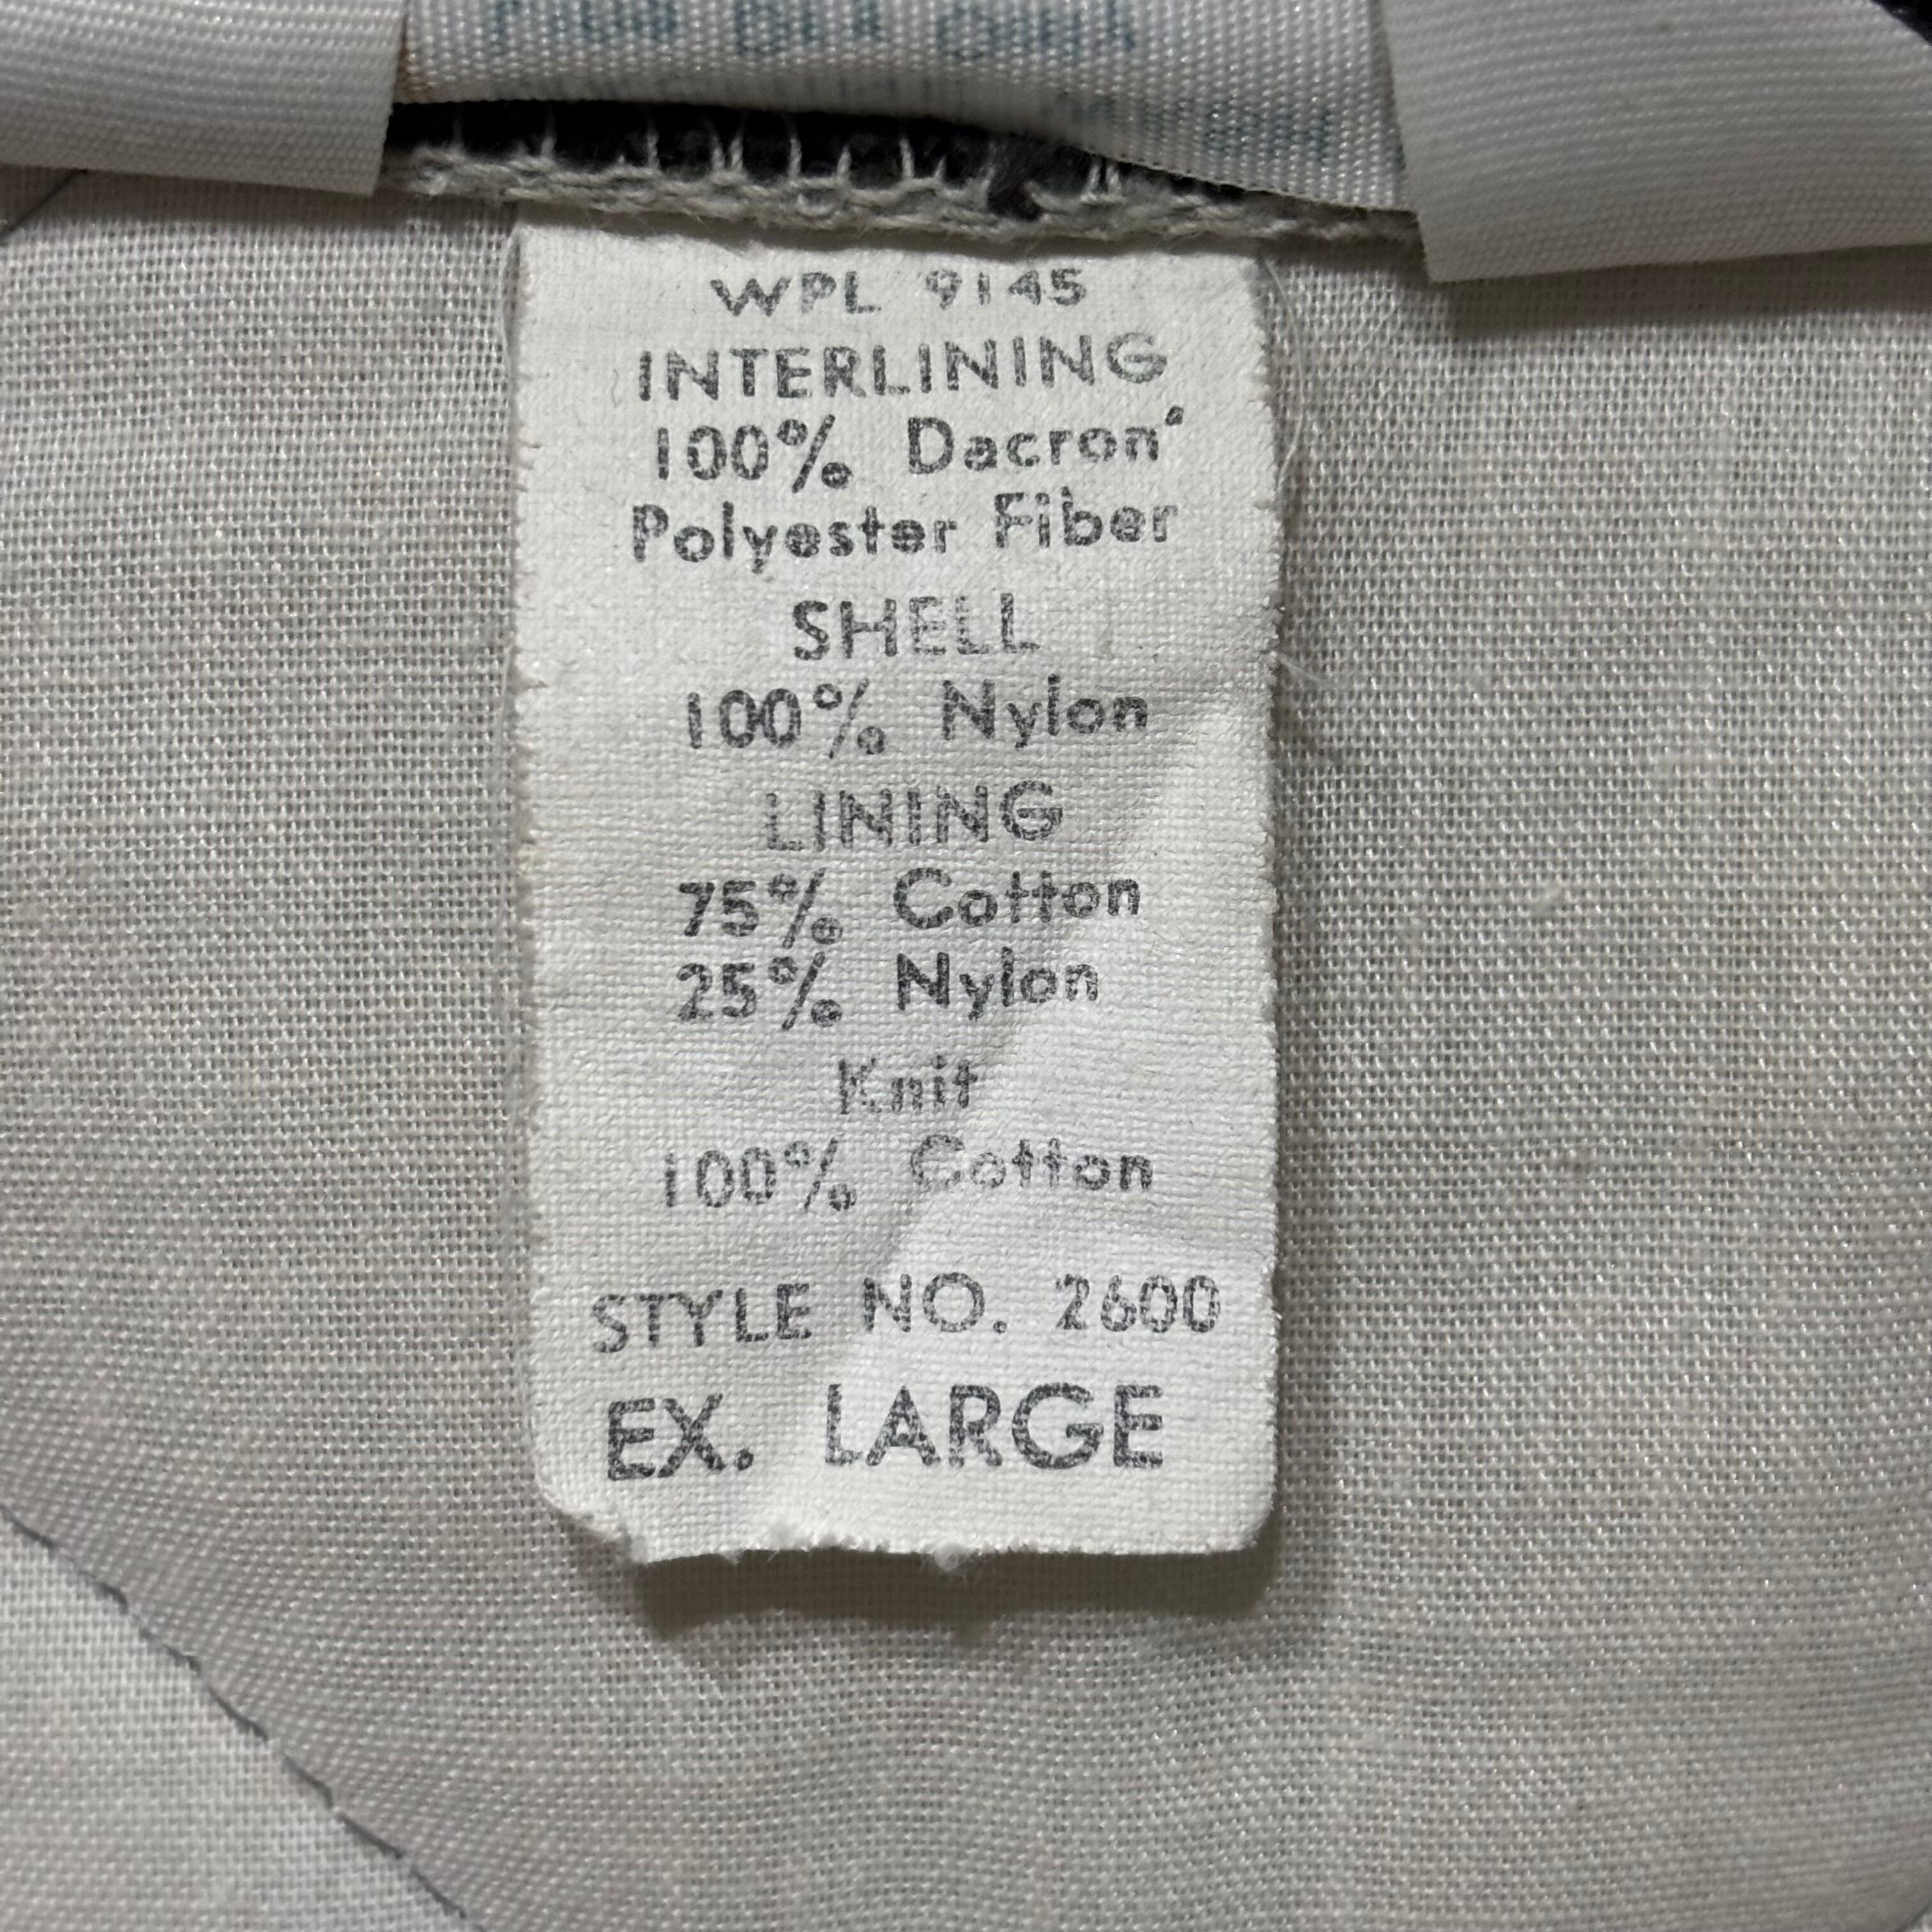 WPL 9145
INTERLINING
100% Dacron®
Polyester Fiber
SHELL
100% Nylon
LINING
75% Cotton
25% Nylon
Knit
100% Cotton
STYLE NO. 2600
EX. LARGE